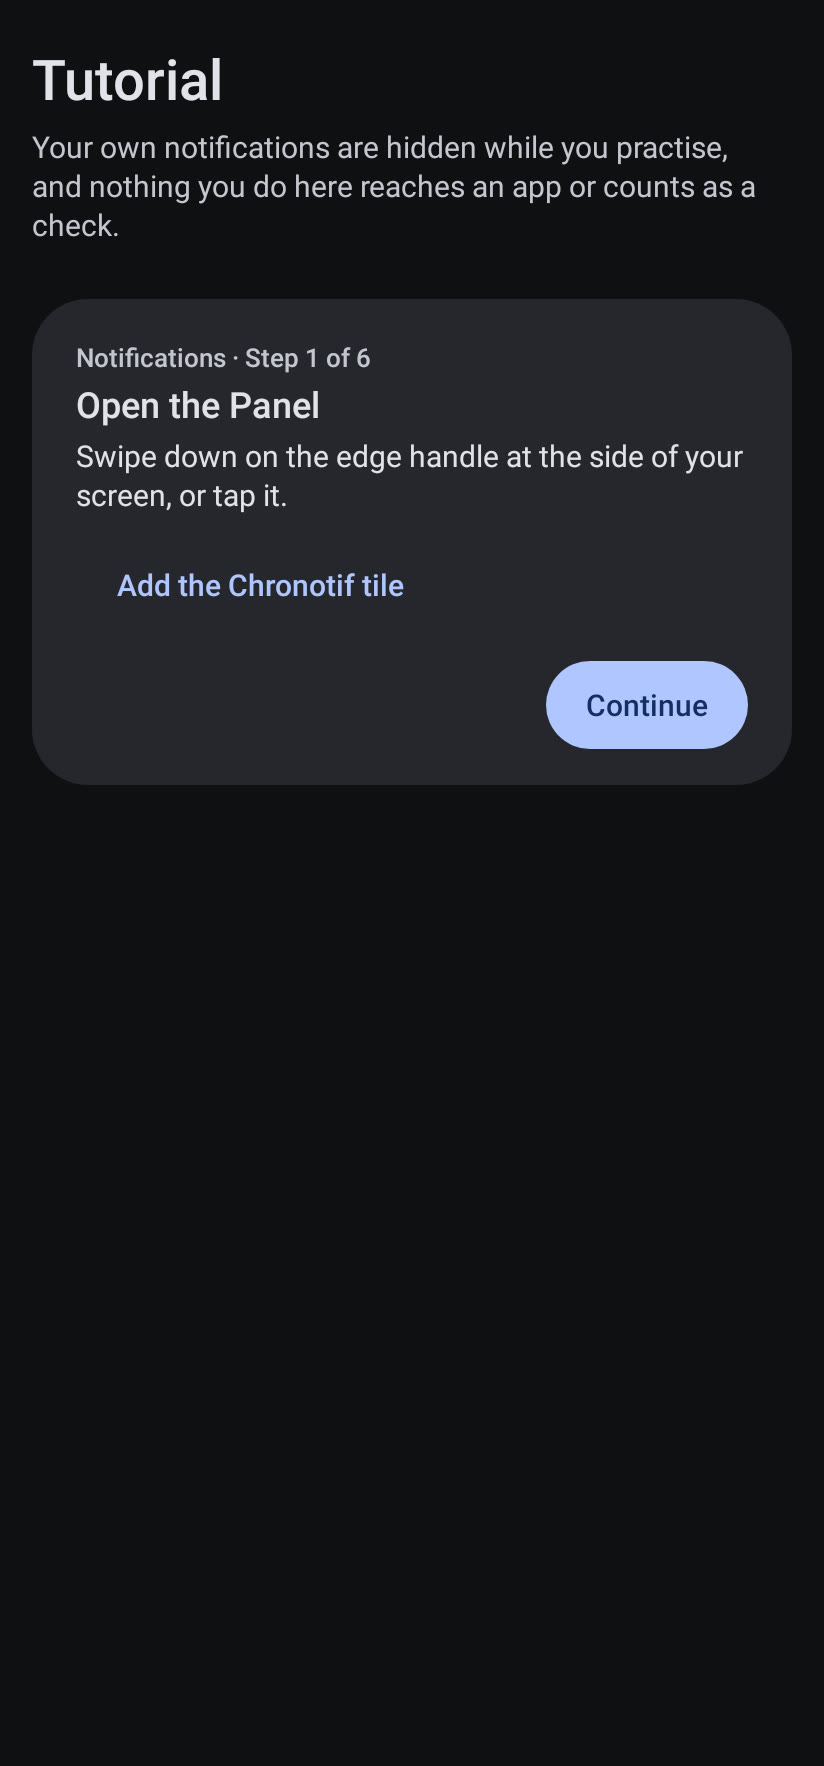 Tutorial
Your own notifications are hidden while you practise,
and nothing you do here reaches an app or counts as a
check.
Notifications · Step 1 of 6
Open the Panel
Swipe down on the edge handle at the side of your
screen, or tap it.
Add the Chronotif tile
Continue